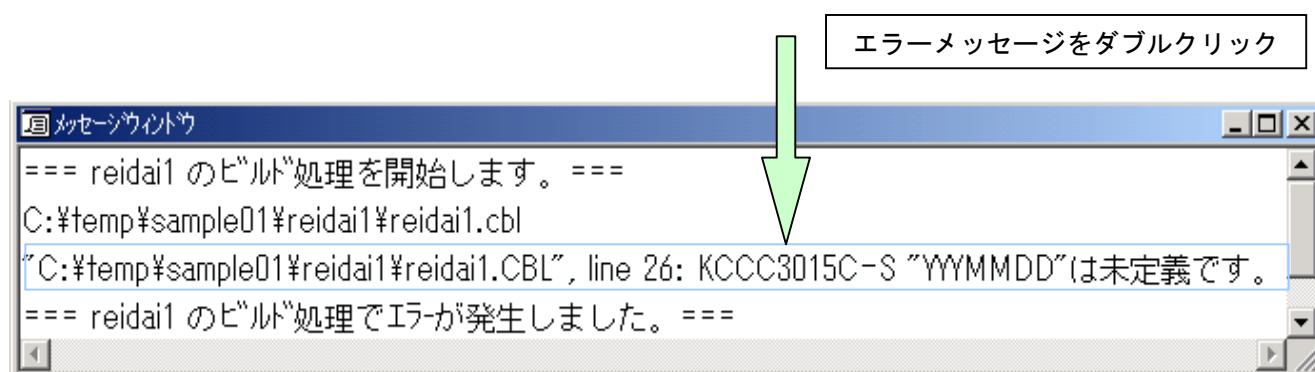 エラーメッセージをダブルクリック
メッセージウィンドウ
=== reidai1 のビルド処理を開始します。===
C:¥temp¥sample01¥reidai1¥reidai1.cbl
"C:¥temp¥sample01¥reidai1¥reidai1.CBL", line 26: KCCC3015C-S "YYYMMDD"は未定義です。
=== reidai1 のビルド処理でエラーが発生しました。===